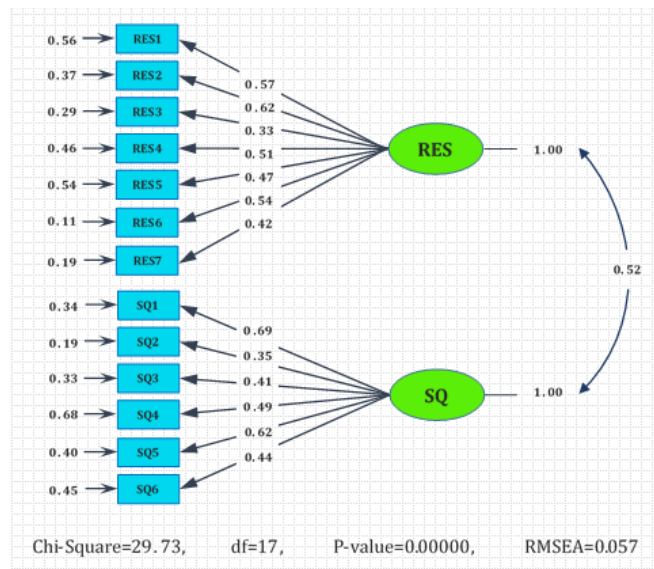 0.56 RES1
0.57
0.37 RES2
0.62
0.29 RES3
0.33
0.46 RES4
0.51
RES
1.00
0.54 RES5
0.47
0.11 RES6
0.54
0.19 RES7
0.42
0.52
0.34 SQ1
0.69
0.19 SQ2
0.35
0.33 SQ3
0.41
SQ
1.00
0.68 SQ4
0.49
0.40 SQ5
0.62
0.45 SQ6
0.44
Chi-Square=29.73, df=17, P-value=0.00000, RMSEA=0.057